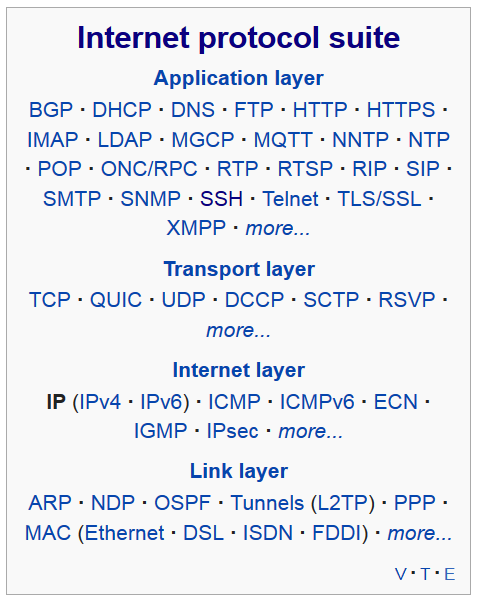 Internet protocol suite
Application layer
BGP · DHCP · DNS · FTP · HTTP · HTTPS ·
IMAP · LDAP · MGCP · MQTT · NNTP · NTP
· POP · ONC/RPC · RTP · RTSP · RIP · SIP ·
SMTP · SNMP · SSH · Telnet · TLS/SSL ·
XMPP · more...
Transport layer
TCP · QUIC · UDP · DCCP · SCTP · RSVP ·
more...
Internet layer
IP (IPv4 · IPv6) · ICMP · ICMPv6 · ECN ·
IGMP · IPsec · more...
Link layer
ARP · NDP · OSPF · Tunnels (L2TP) · PPP ·
MAC (Ethernet · DSL · ISDN · FDDI) · more...
V · T · E